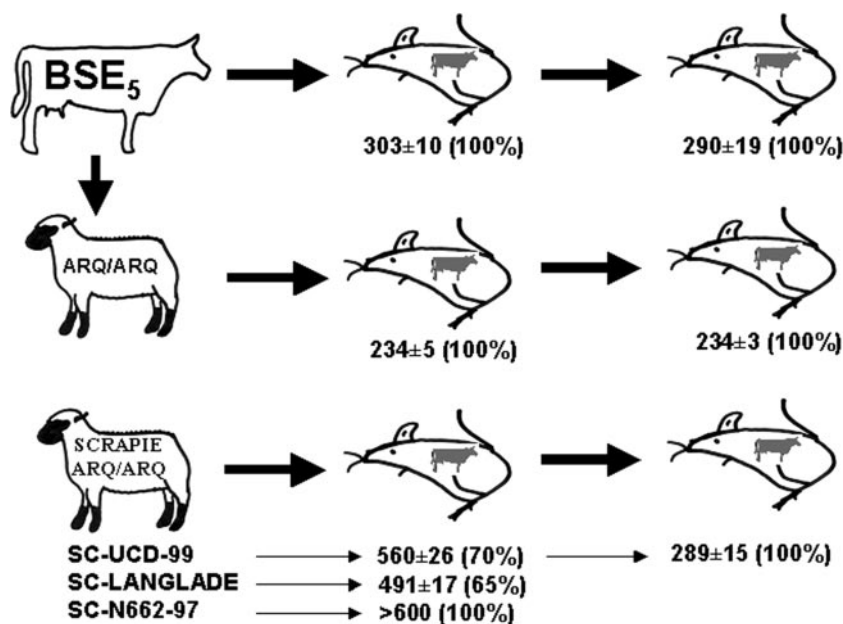 BSE5
303±10 (100%) 290±19 (100%)
ARQ/ARQ
234±5 (100%) 234±3 (100%)
SCRAPIE
ARQ/ARQ
SC-UCD-99 560±26 (70%) 289±15 (100%)
SC-LANGLADE 491±17 (65%)
SC-N662-97 >600 (100%)